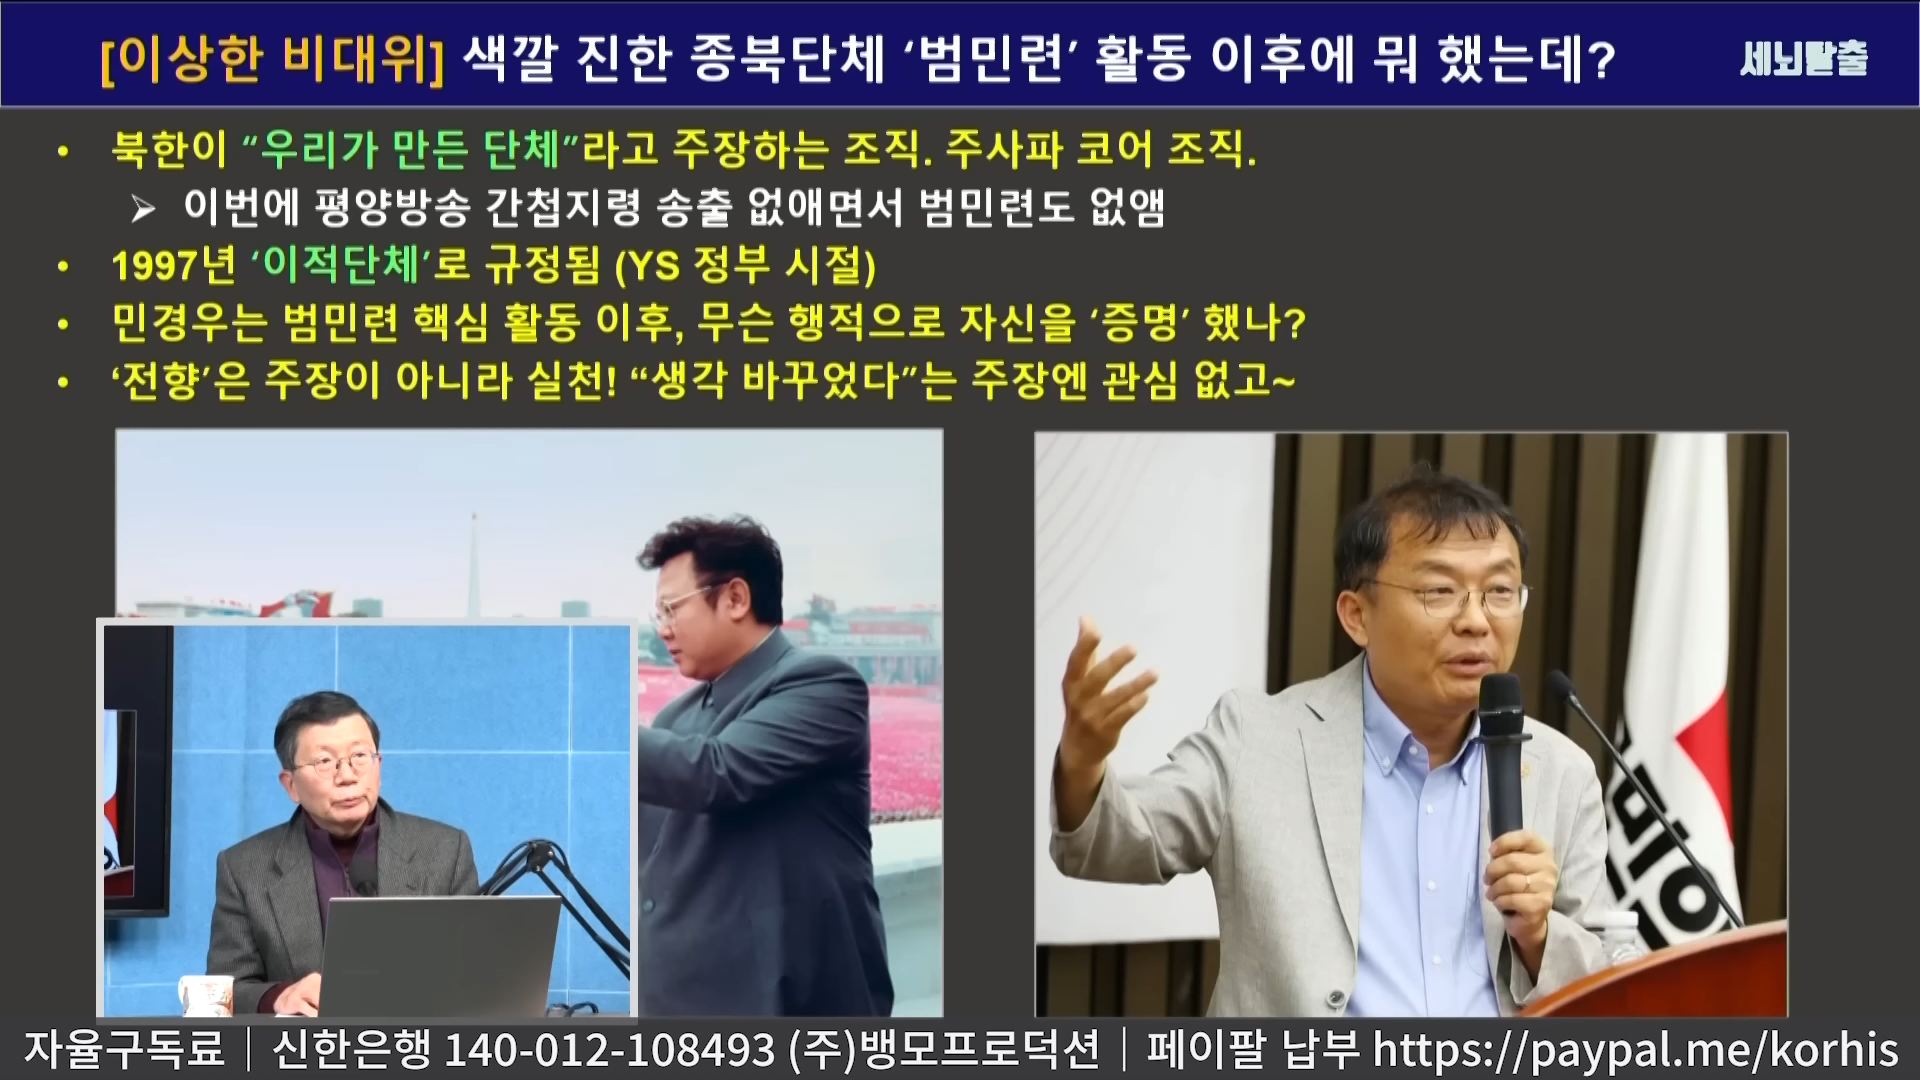 [이상한 비대위] 색깔 진한 종북단체 ‘범민련’ 활동 이후에 뭐 했는데?
세뇌탈출
• 북한이 “우리가 만든 단체”라고 주장하는 조직. 주사파 코어 조직.
➢ 이번에 평양방송 간첩지령 송출 없애면서 범민련도 없앰
• 1997년 ‘이적단체’로 규정됨 (YS 정부 시절)
• 민경우는 범민련 핵심 활동 이후, 무슨 행적으로 자신을 ‘증명’ 했나?
• ‘전향’은 주장이 아니라 실천! “생각 바꾸었다”는 주장엔 관심 없고~
자율구독료｜신한은행 140-012-108493 (주)뱅모프로덕션｜페이팔 납부 https://paypal.me/korhis